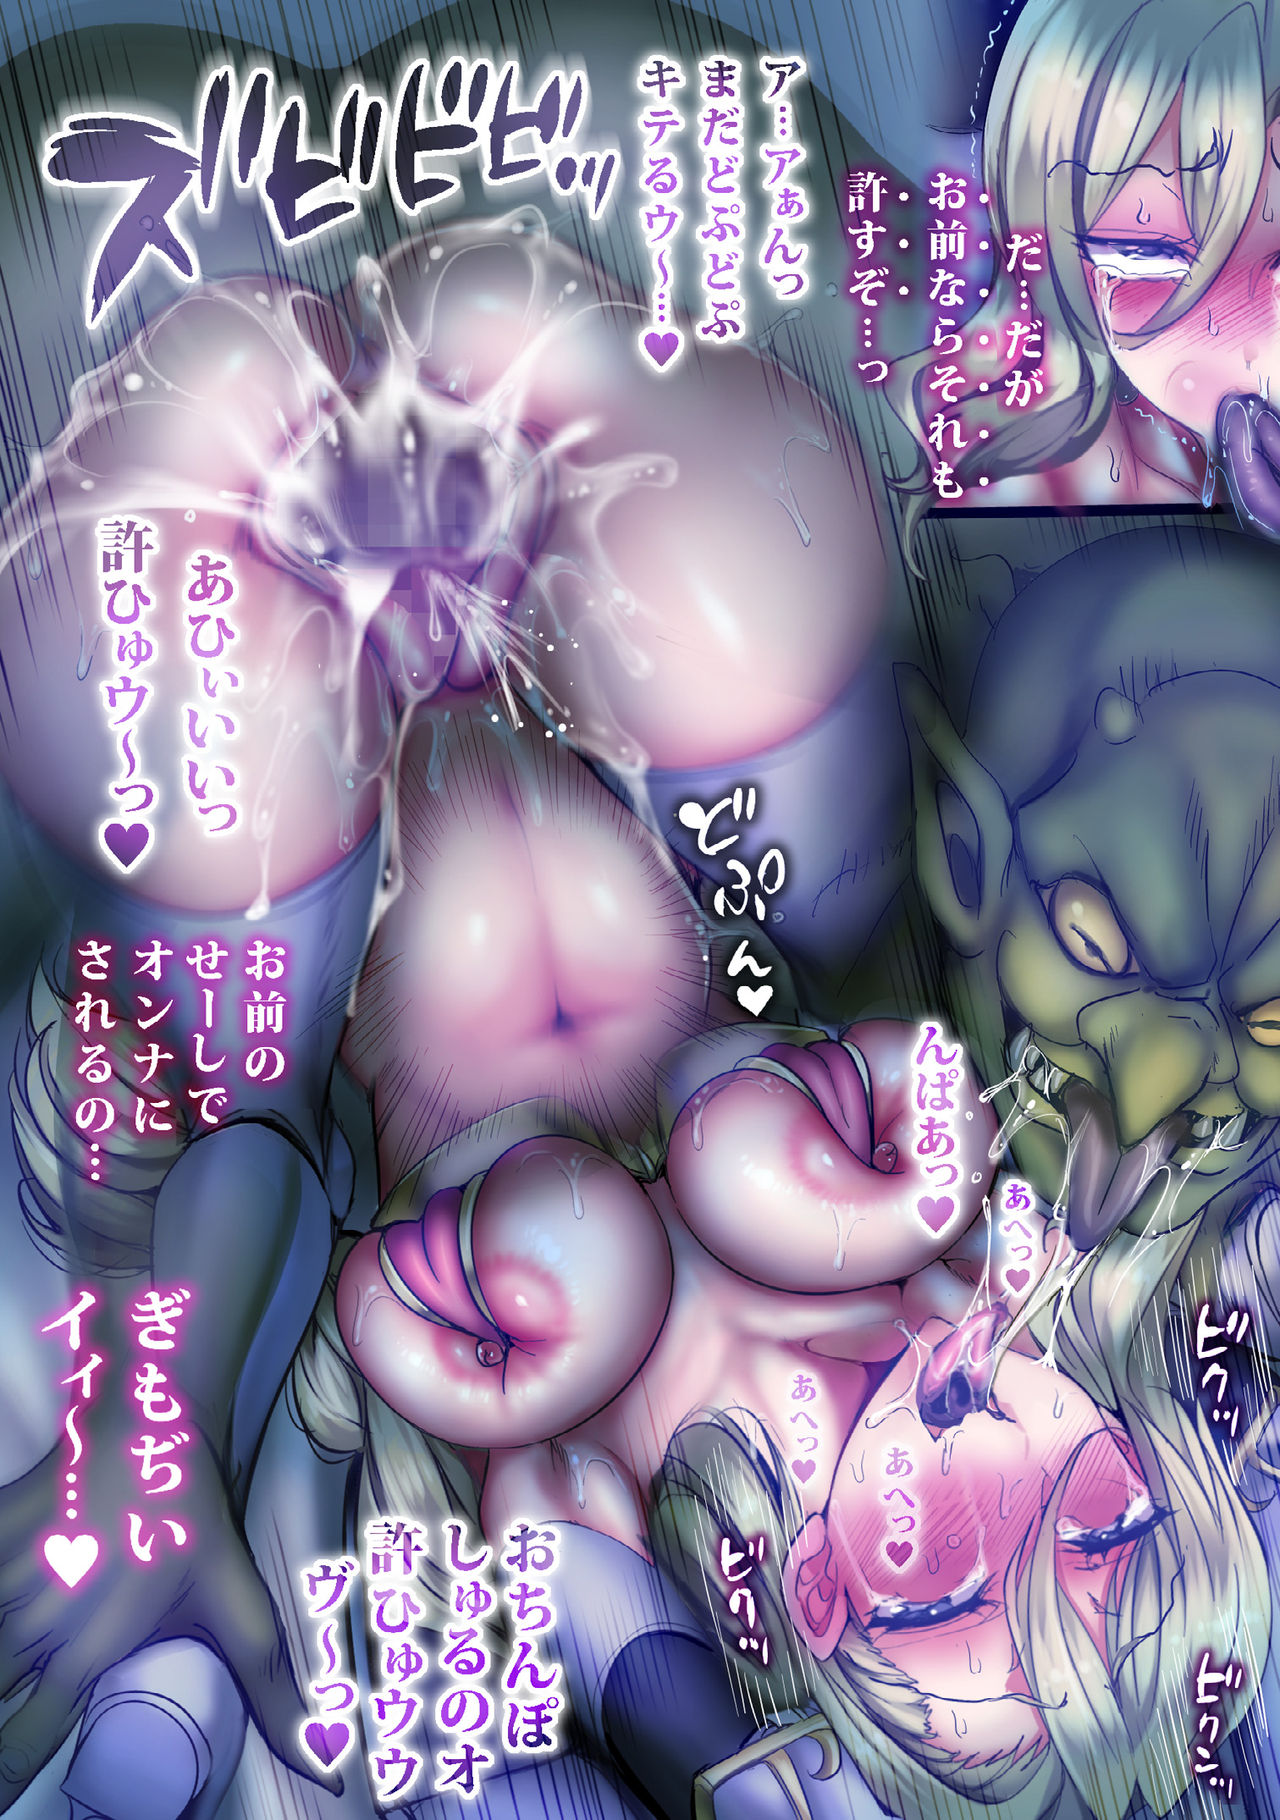 だ…だが
お前ならそれも
許すぞ…っ
ア…アぁんっ
まだどぷどぷ
キテるウ～…♥
ズビビビッ
あひぃいいっ
許ひゅウ～っ♥
どぷんっ♥
んぱあっ♥
あへっ♥
お前の
せーしで
オンナに
されるの…
ぎもぢぃい
イィ～…♥
あへっ♥
あへっ♥
ビクッ
ビクッ
ビクンッ
おちんぽ
しゅるのオ
許ひゅウウ
ヴ～っ♥